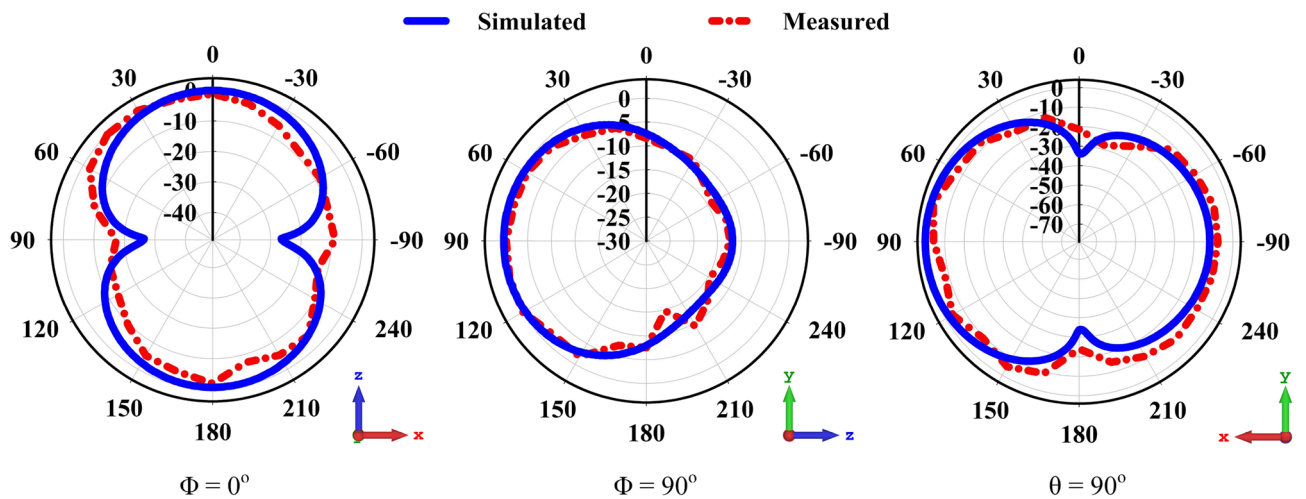 Simulated Measured
0 0 0
30 -30 30 -30 30 -30
0 0 0
-10 -5 -10
-20 -10 -20
-30 -15 -30
-40 -20 -40
-25 -50
-30 -60
-70
60 -60 60 -60
90 -90 90 90 -90
120 240 120 240 120 240
150 210 150 210 150 210
180 180 180
z y y
x z x
Φ = 0° Φ = 90° θ = 90°